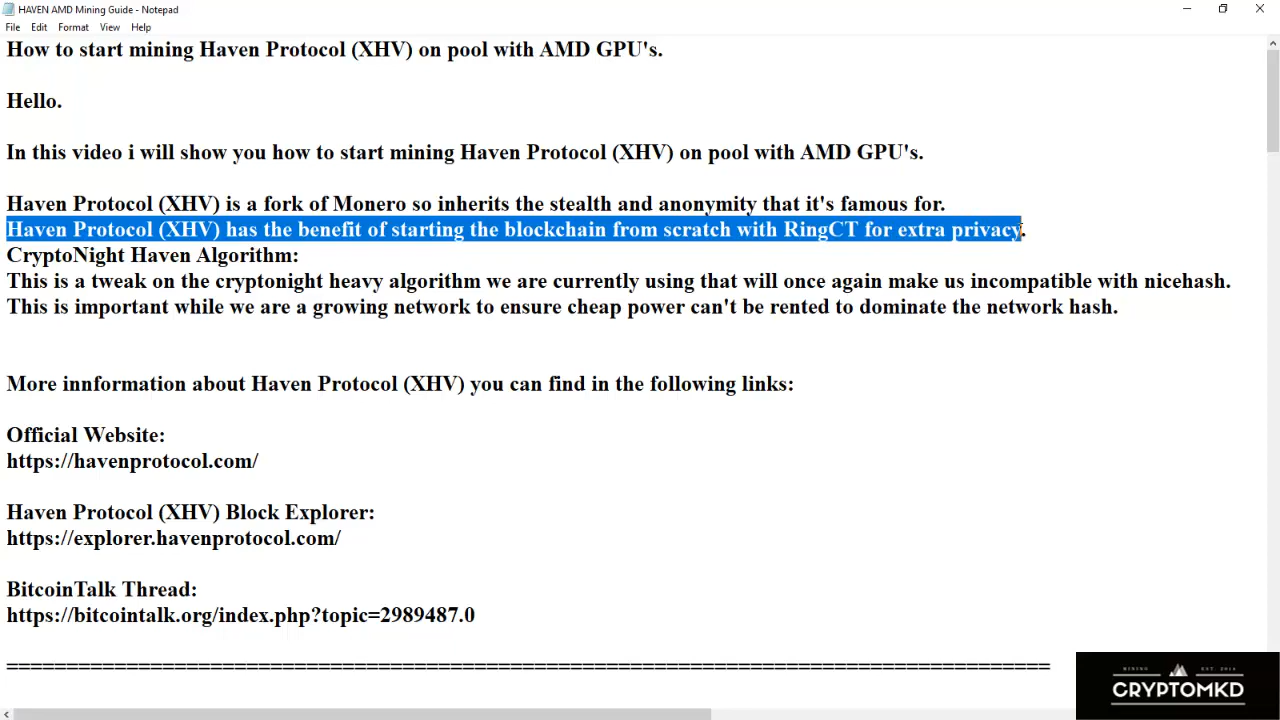 HAVEN AMD Mining Guide - Notepad
File Edit Format View Help
How to start mining Haven Protocol (XHV) on pool with AMD GPU's.
Hello.
In this video i will show you how to start mining Haven Protocol (XHV) on pool with AMD GPU's.
Haven Protocol (XHV) is a fork of Monero so inherits the stealth and anonymity that it's famous for.
Haven Protocol (XHV) has the benefit of starting the blockchain from scratch with RingCT for extra privacy.
CryptoNight Haven Algorithm:
This is a tweak on the cryptonight heavy algorithm we are currently using that will once again make us incompatible with nicehash.
This is important while we are a growing network to ensure cheap power can't be rented to dominate the network hash.
More innformation about Haven Protocol (XHV) you can find in the following links:
Official Website:
https://havenprotocol.com/
Haven Protocol (XHV) Block Explorer:
https://explorer.havenprotocol.com/
BitcoinTalk Thread:
https://bitcointalk.org/index.php?topic=2989487.0
=======================================================================================
MINING EST. 2016
CRYPTOMKD